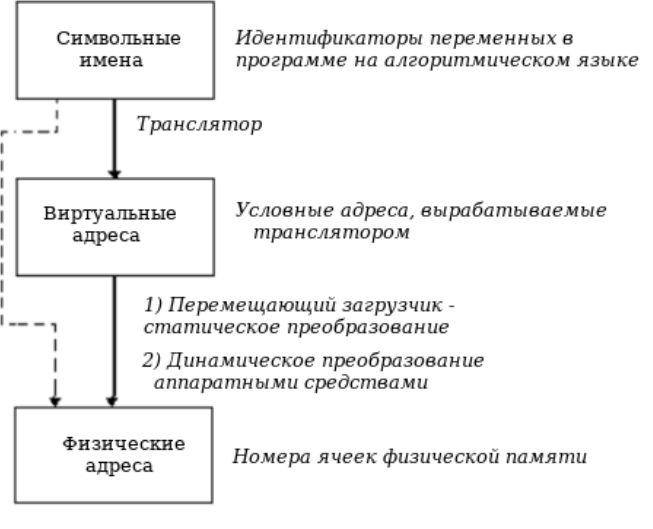 Символьные
имена
Идентификаторы переменных в
программе на алгоритмическом языке
Транслятор
Виртуальные
адреса
Условные адреса, вырабатываемые
транслятором
1) Перемещающий загрузчик -
статическое преобразование
2) Динамическое преобразование
аппаратными средствами
Физические
адреса
Номера ячеек физической памяти